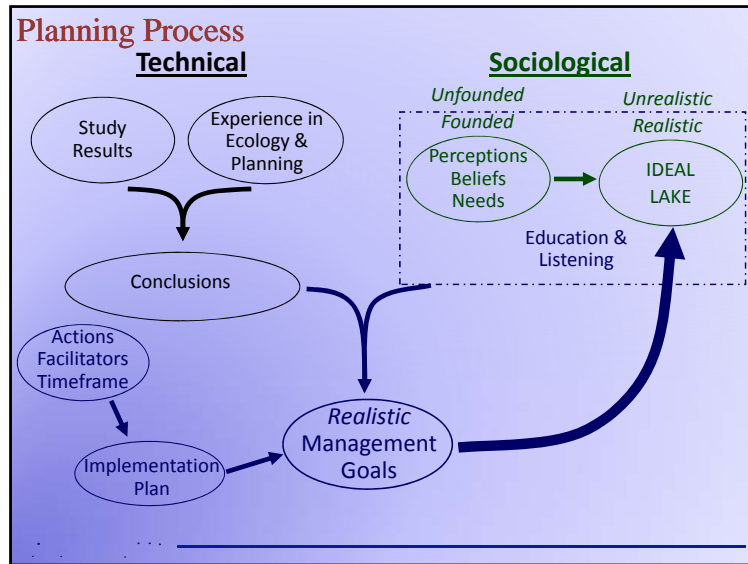 Planning Process
Technical
Study
Results
Experience in
Ecology &
Planning
Conclusions
Actions
Facilitators
Timeframe
Implementation
Plan
Realistic
Management
Goals
Sociological
Unfounded
Founded
Perceptions
Beliefs
Needs
Unrealistic
Realistic
IDEAL
LAKE
Education &
Listening